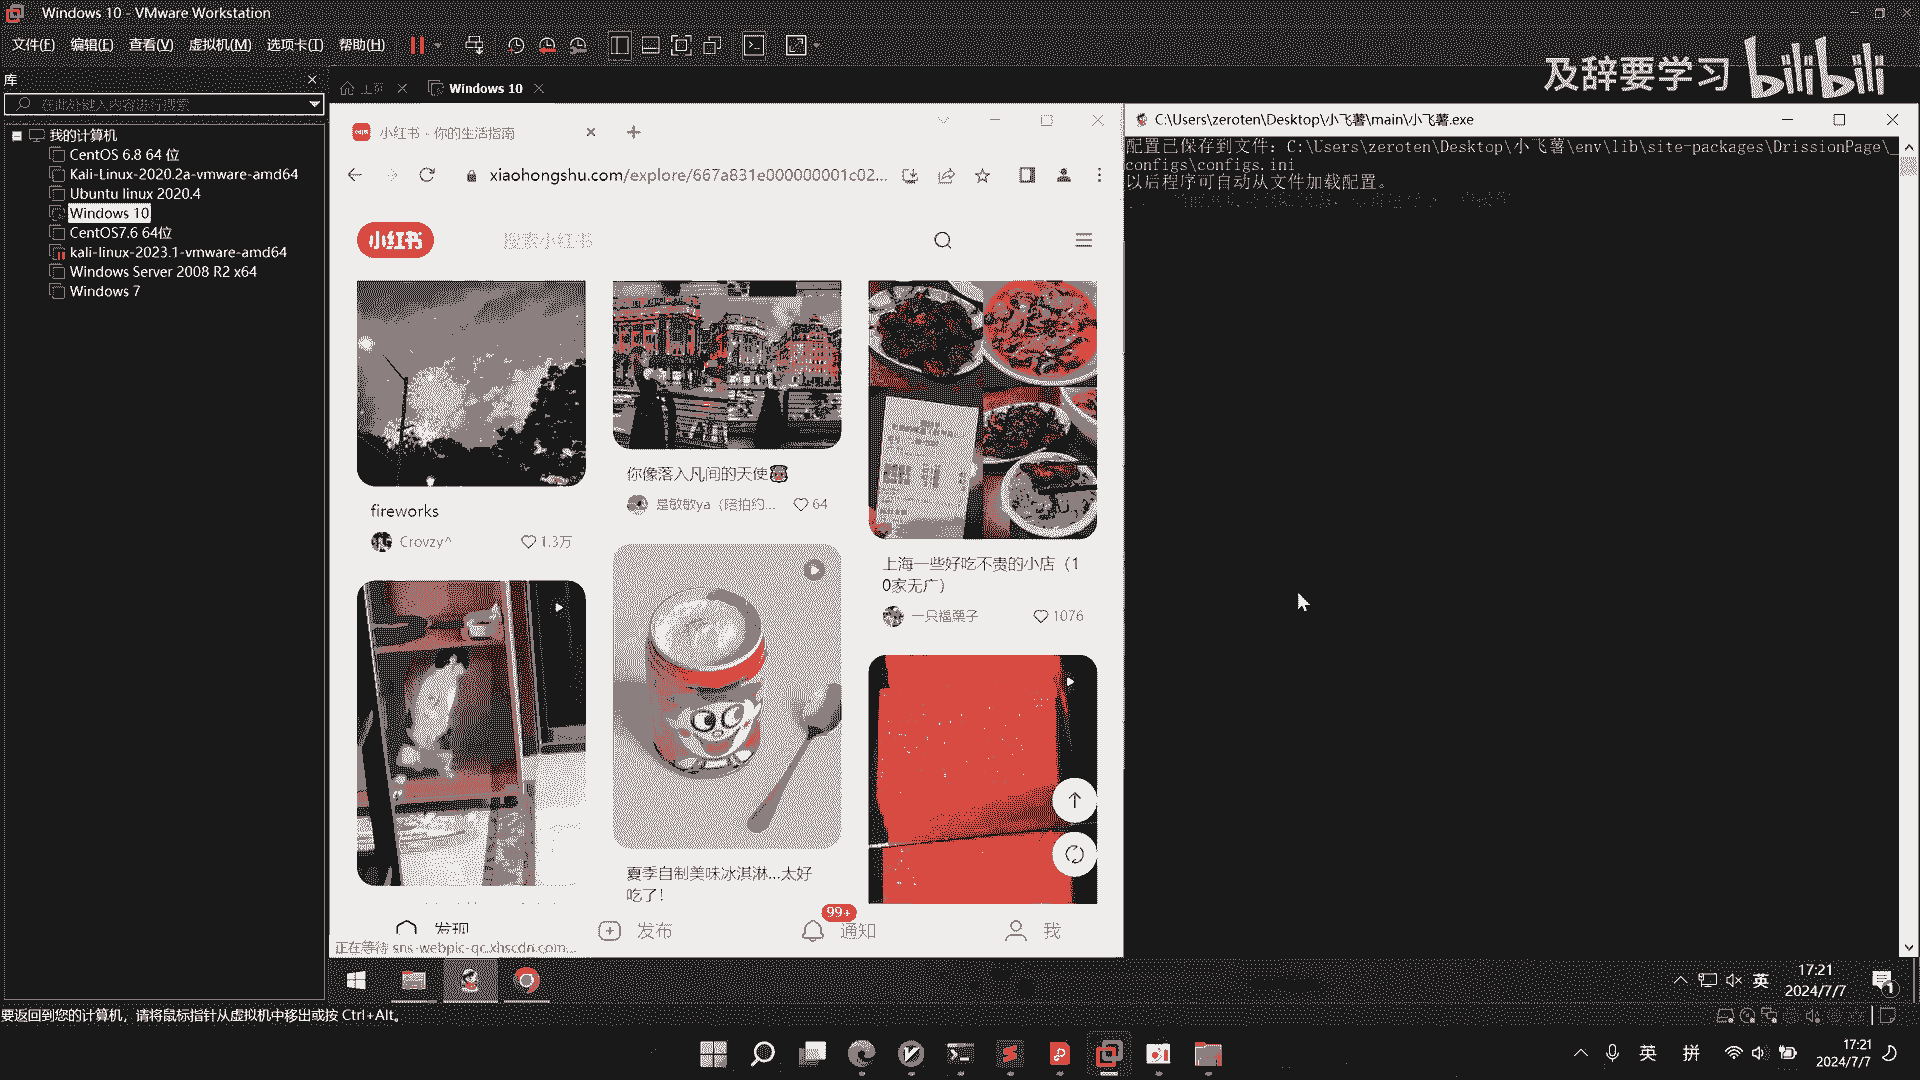 Windows 10 - VMware Workstation
文件(F) 编辑(E) 查看(V) 虚拟机(M) 选项卡(T) 帮助(H)
及辞要学习 bilibili
库
在此处键入内容进行搜索
我的计算机
CentOS 6.8 64 位
Kali-Linux-2020.2a-vmware-amd64
Ubuntu linux 2020.4
Windows 10
CentOS7.6 64位
kali-linux-2023.1-vmware-amd64
Windows Server 2008 R2 x64
Windows 7
主页
Windows 10
小红书 - 你的生活指南
xiaohongshu.com/explore/667a831e000000001c02...
小红书
搜索小红书
fireworks
Crovzy^
1.3万
你像落入凡间的天使
是敏敏ya（陪拍约...
64
夏季自制美味冰淇淋...太好
吃了！
上海一些好吃不贵的小店（1
0家无广）
一只福栗子
1076
发现
发布
99+
通知
我
正在等待 sns-webpic-qc.xhscdn.com...
C:\Users\zeroten\Desktop\小飞薯\main\小飞薯.exe
配置已保存到文件：C:\Users\zeroten\Desktop\小飞薯\env\lib\site-packages\DrissionPage\_
configs\configs.ini
以后程序可自动从文件加载配置。
英
17:21
2024/7/7
1
要返回到您的计算机，请将鼠标指针从虚拟机中移出或按 Ctrl+Alt。
英
拼
17:21
2024/7/7